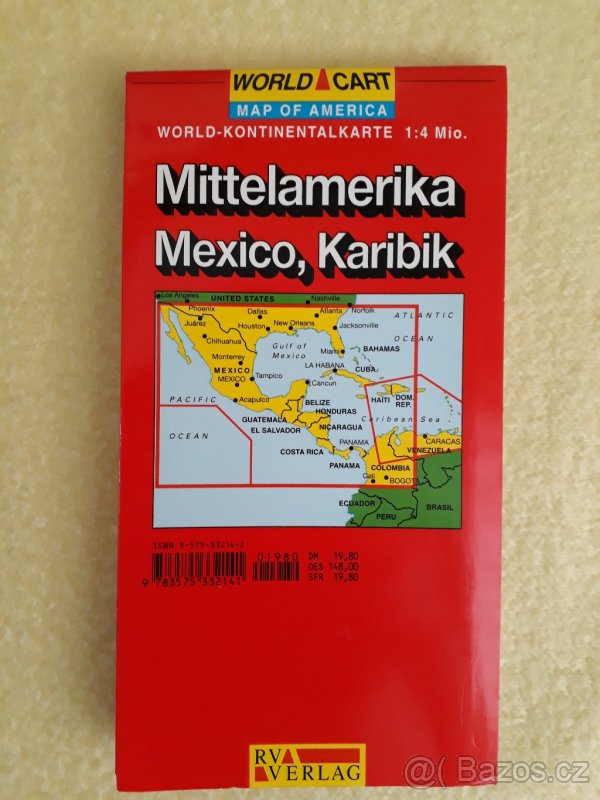 WORLD CART
MAP OF AMERICA
WORLD-KONTINENTALKARTE 1:4 Mio.
Mittelamerika
Mexico, Karibik
Los Angeles
UNITED STATES
Nashville
Phoenix
Dallas
Atlanta
Norfolk
ATLANTIC
OCEAN
Juárez
Houston
New Orleans
Jacksonville
Chihuahua
Gulf of
Mexico
Miami
BAHAMAS
Monterrey
LA HABANA
CUBA
MEXICO
MEXICO
Tampico
Cancun
HAITI
DOM.
REP.
PACIFIC
Acapulco
BELIZE
HONDURAS
Caribbean Sea
GUATEMALA
EL SALVADOR
NICARAGUA
OCEAN
COSTA RICA
PANAMA
PANAMA
CARACAS
VENEZUELA
COLOMBIA
Cali
BOGOTA
ECUADOR
PERU
BRASIL
ISBN 3-575-33214-2
9 783575 332141
01980
DM 19,80
OES 148,00
SFR 19,80
RV VERLAG
@ Bazos.cz